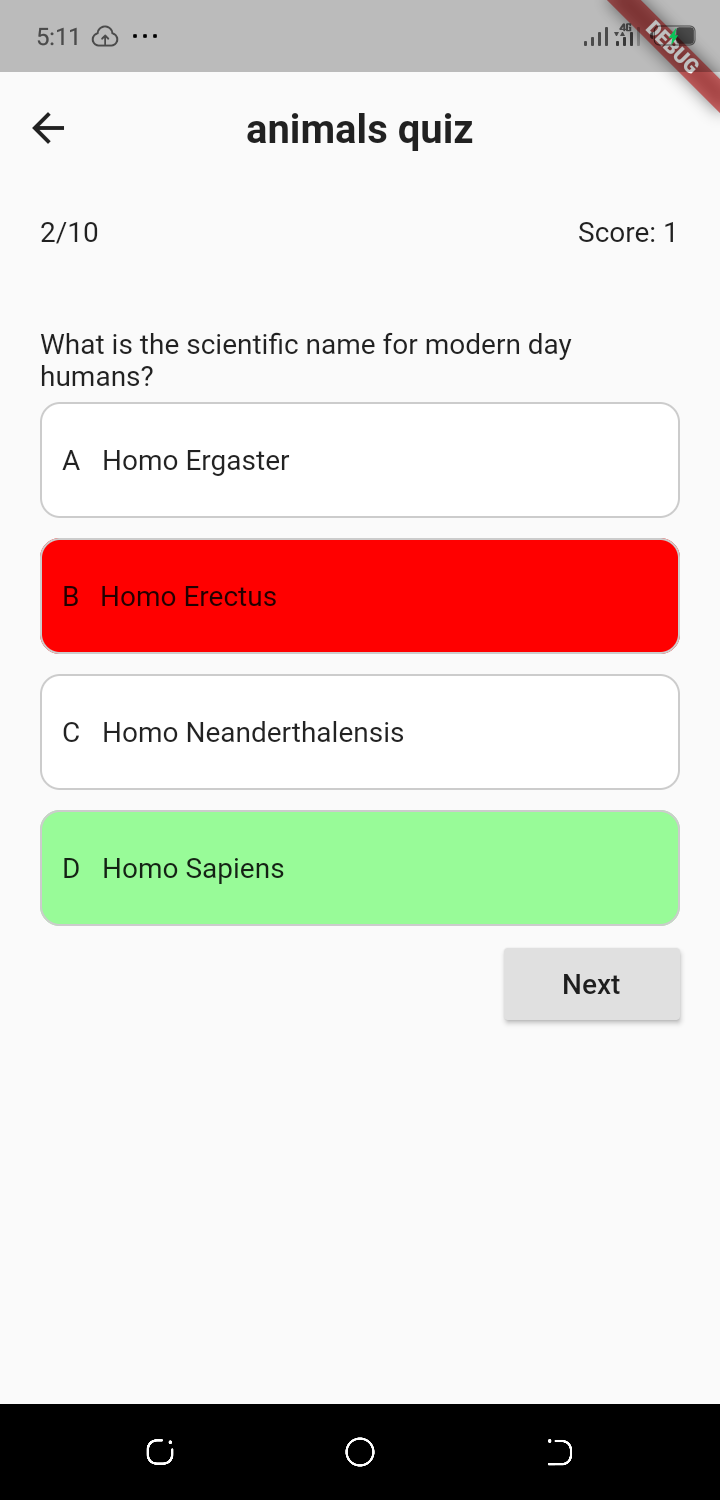 5:11
4G
DEBUG
animals quiz
2/10
Score: 1
What is the scientific name for modern day
humans?
A Homo Ergaster
B Homo Erectus
C Homo Neanderthalensis
D Homo Sapiens
Next